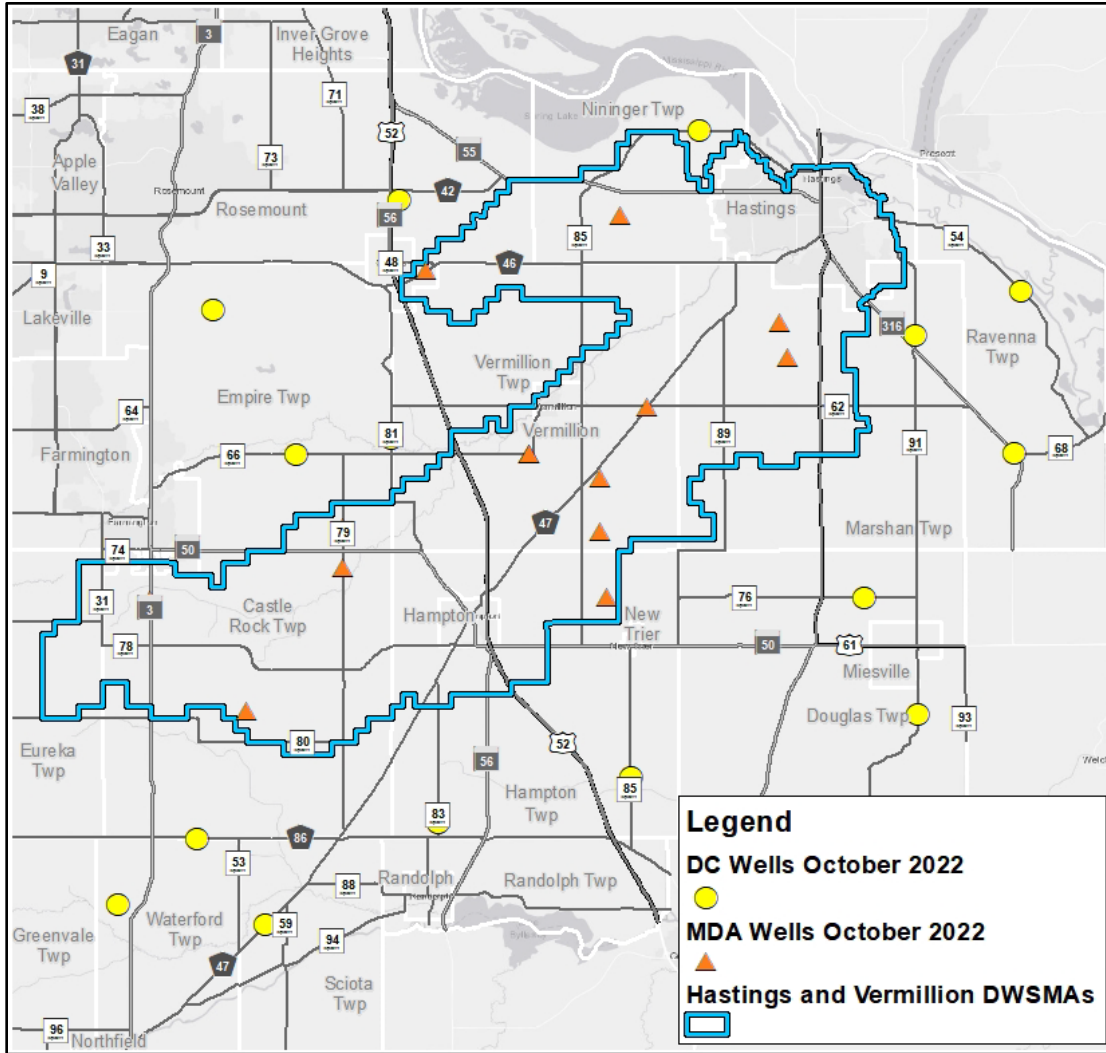 Eagan
3
Inver Grove
Heights
31
71
38
52
Nininger Twp
Spring Lake
55
73
Apple
Valley
Rosemount
42
Rosemount
56
Hastings
Hastings
85
33
48
46
54
9
Lakeville
316
Ravenna
Twp
Vermillion
Twp
Empire Twp
64
62
Vermillion
89
81
91
Farmington
66
68
47
79
Marshan Twp
74
50
31
3
Castle
Rock Twp
76
Hampton
New
Trier
78
50
61
Miesville
Douglas Twp
93
Eureka
Twp
80
52
56
Hampton
Twp
85
83
86
53
88
Randolph
Randolph Twp
59
Waterford
Twp
Greenvale
Twp
94
47
Sciota
Twp
96
Northfield
Legend
DC Wells October 2022
MDA Wells October 2022
Hastings and Vermillion DWSMAs